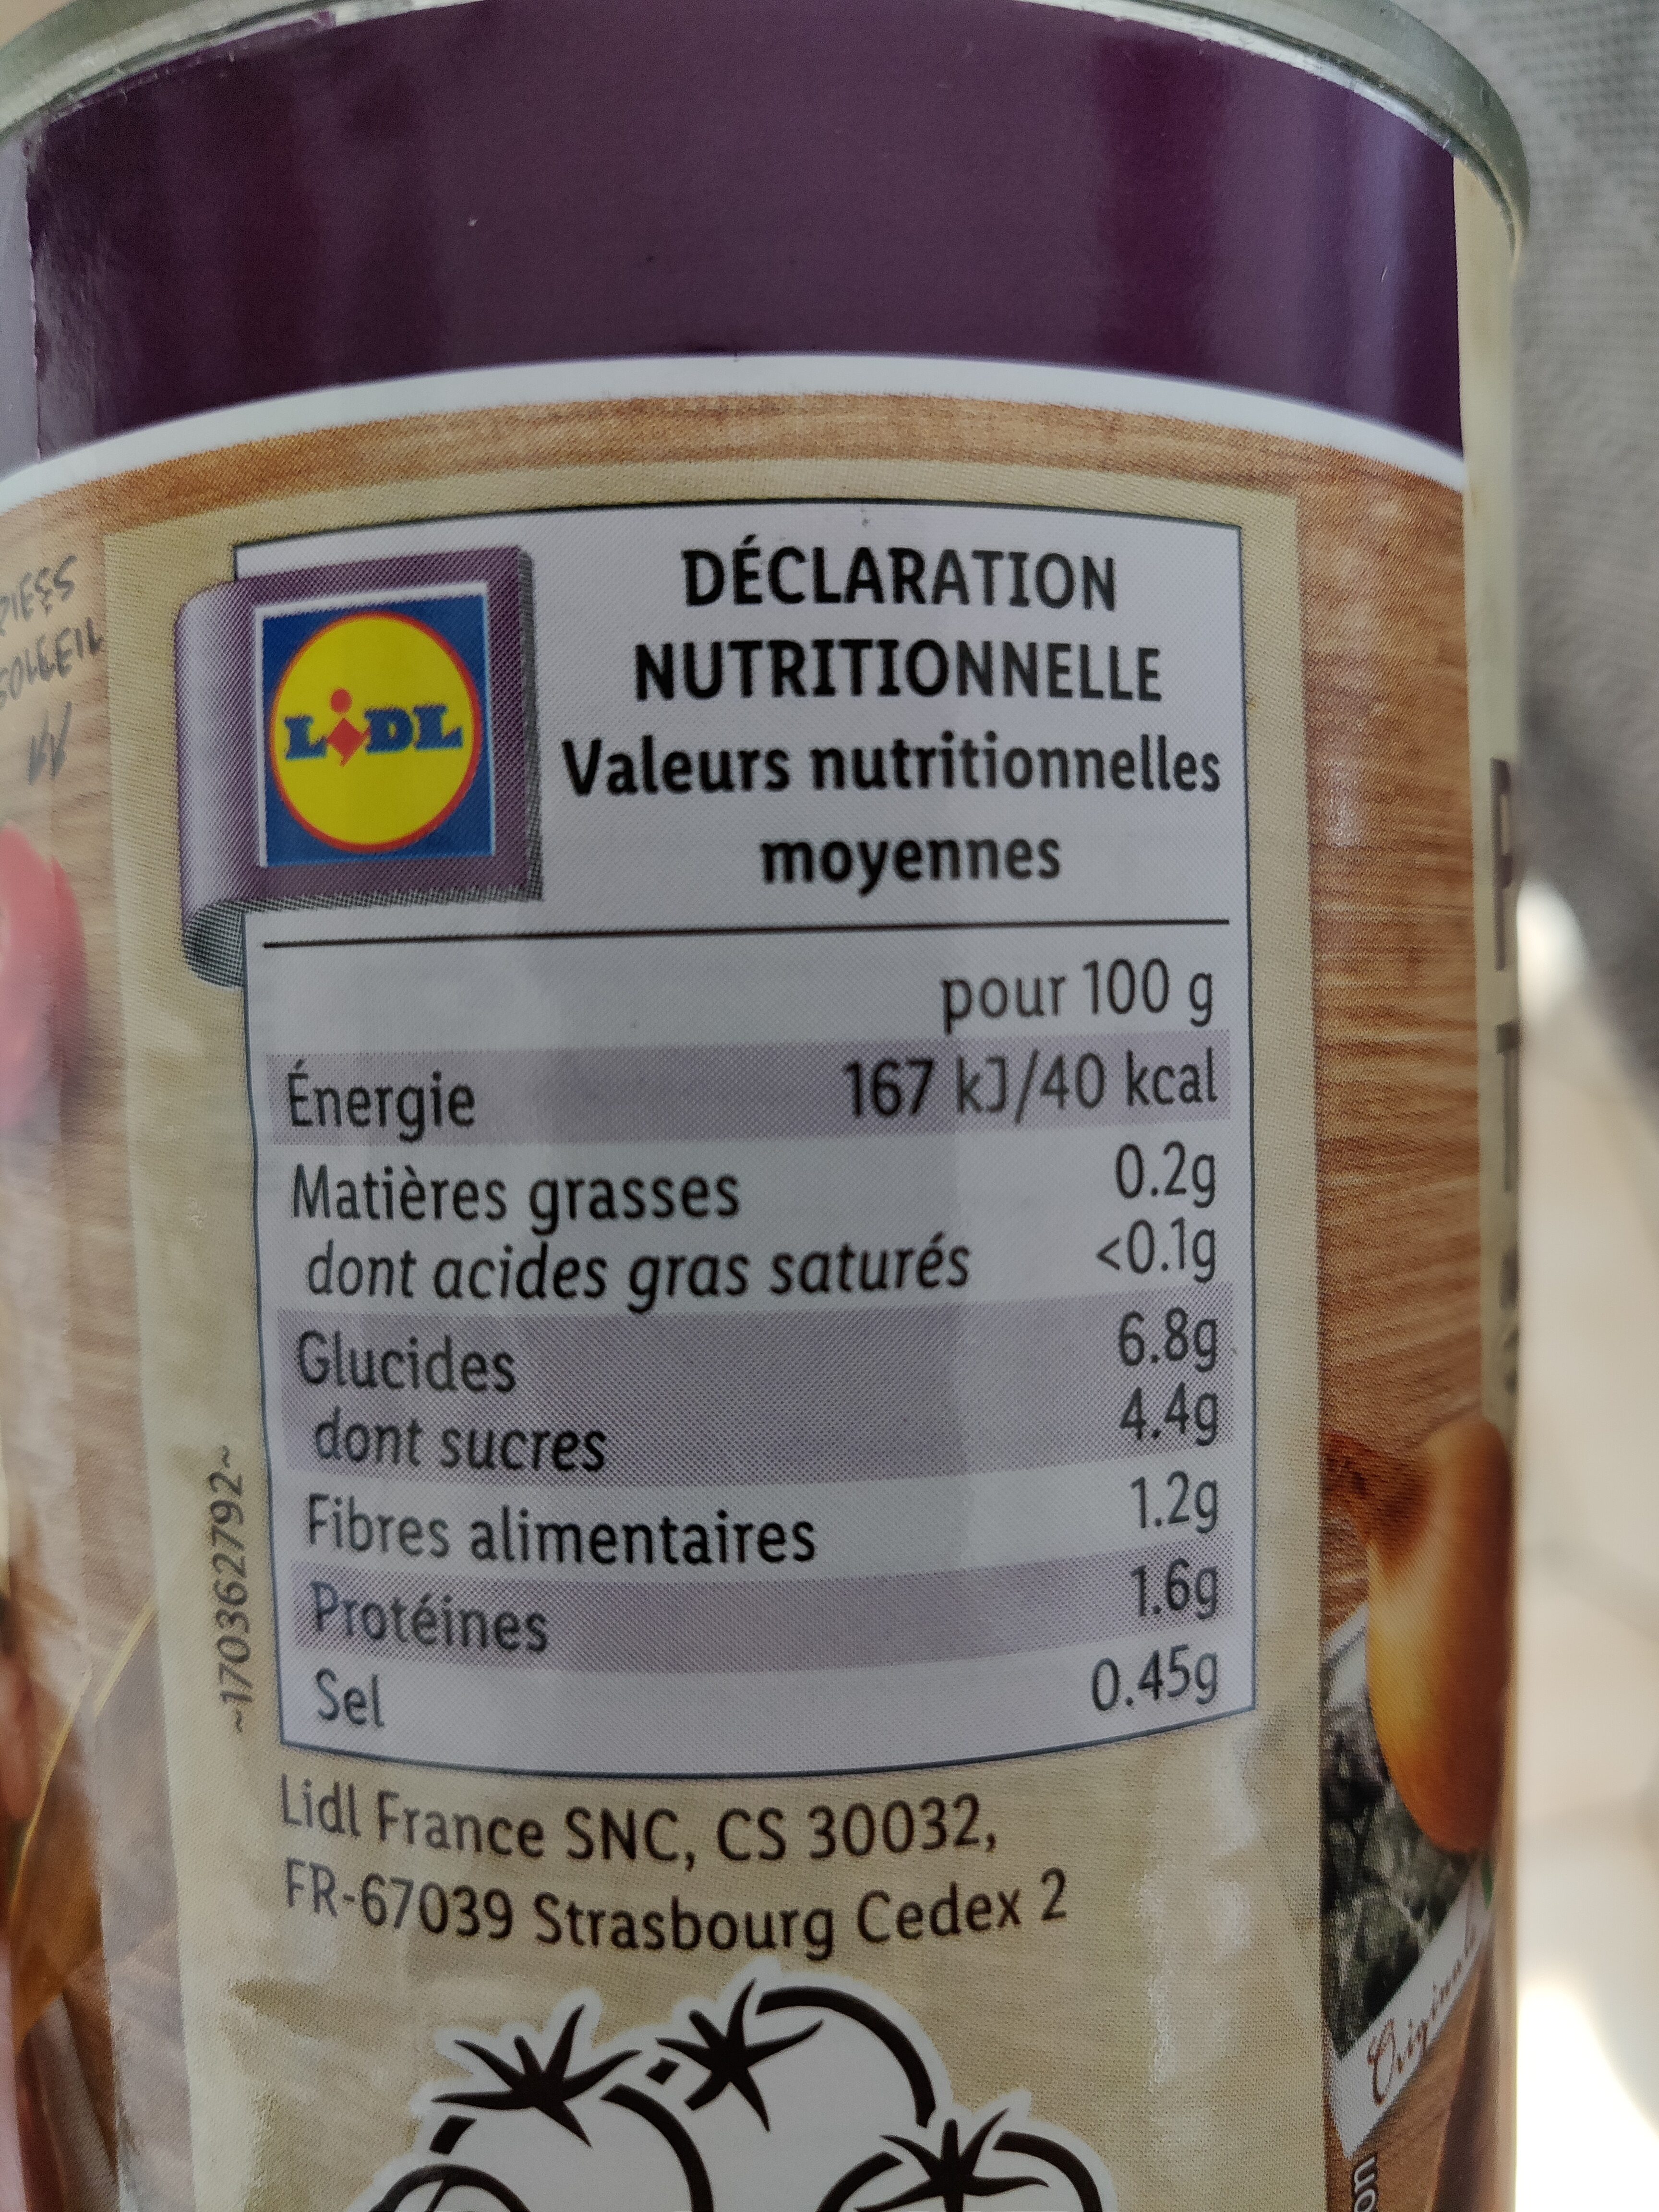 LIDL
DÉCLARATION
NUTRITIONNELLE
Valeurs nutritionnelles
moyennes
pour 100 g
Énergie 167 kJ/40 kcal
Matières grasses 0.2g
dont acides gras saturés <0.1g
Glucides 6.8g
dont sucres 4.4g
Fibres alimentaires 1.2g
Protéines 1.6g
Sel 0.45g
~170362792~
Lidl France SNC, CS 30032,
FR-67039 Strasbourg Cedex 2
Original